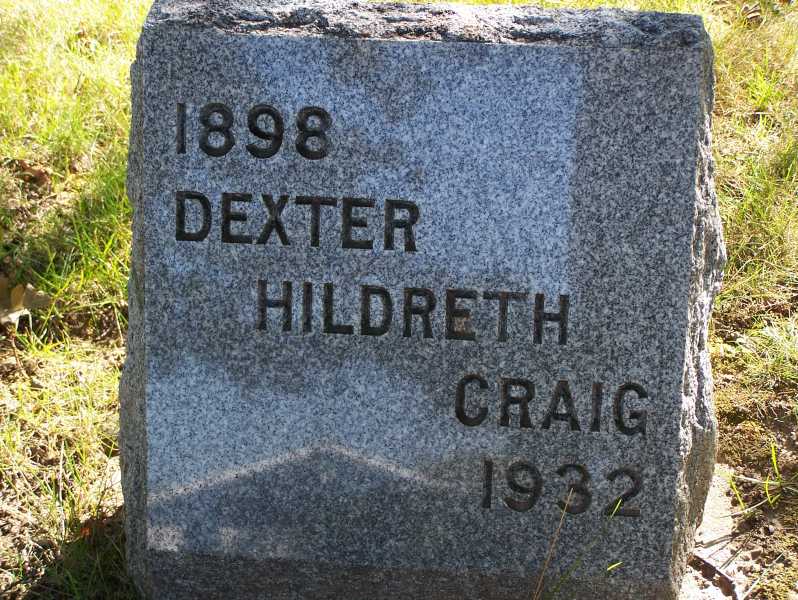 1898
DEXTER
HILDRETH
CRAIG
1932